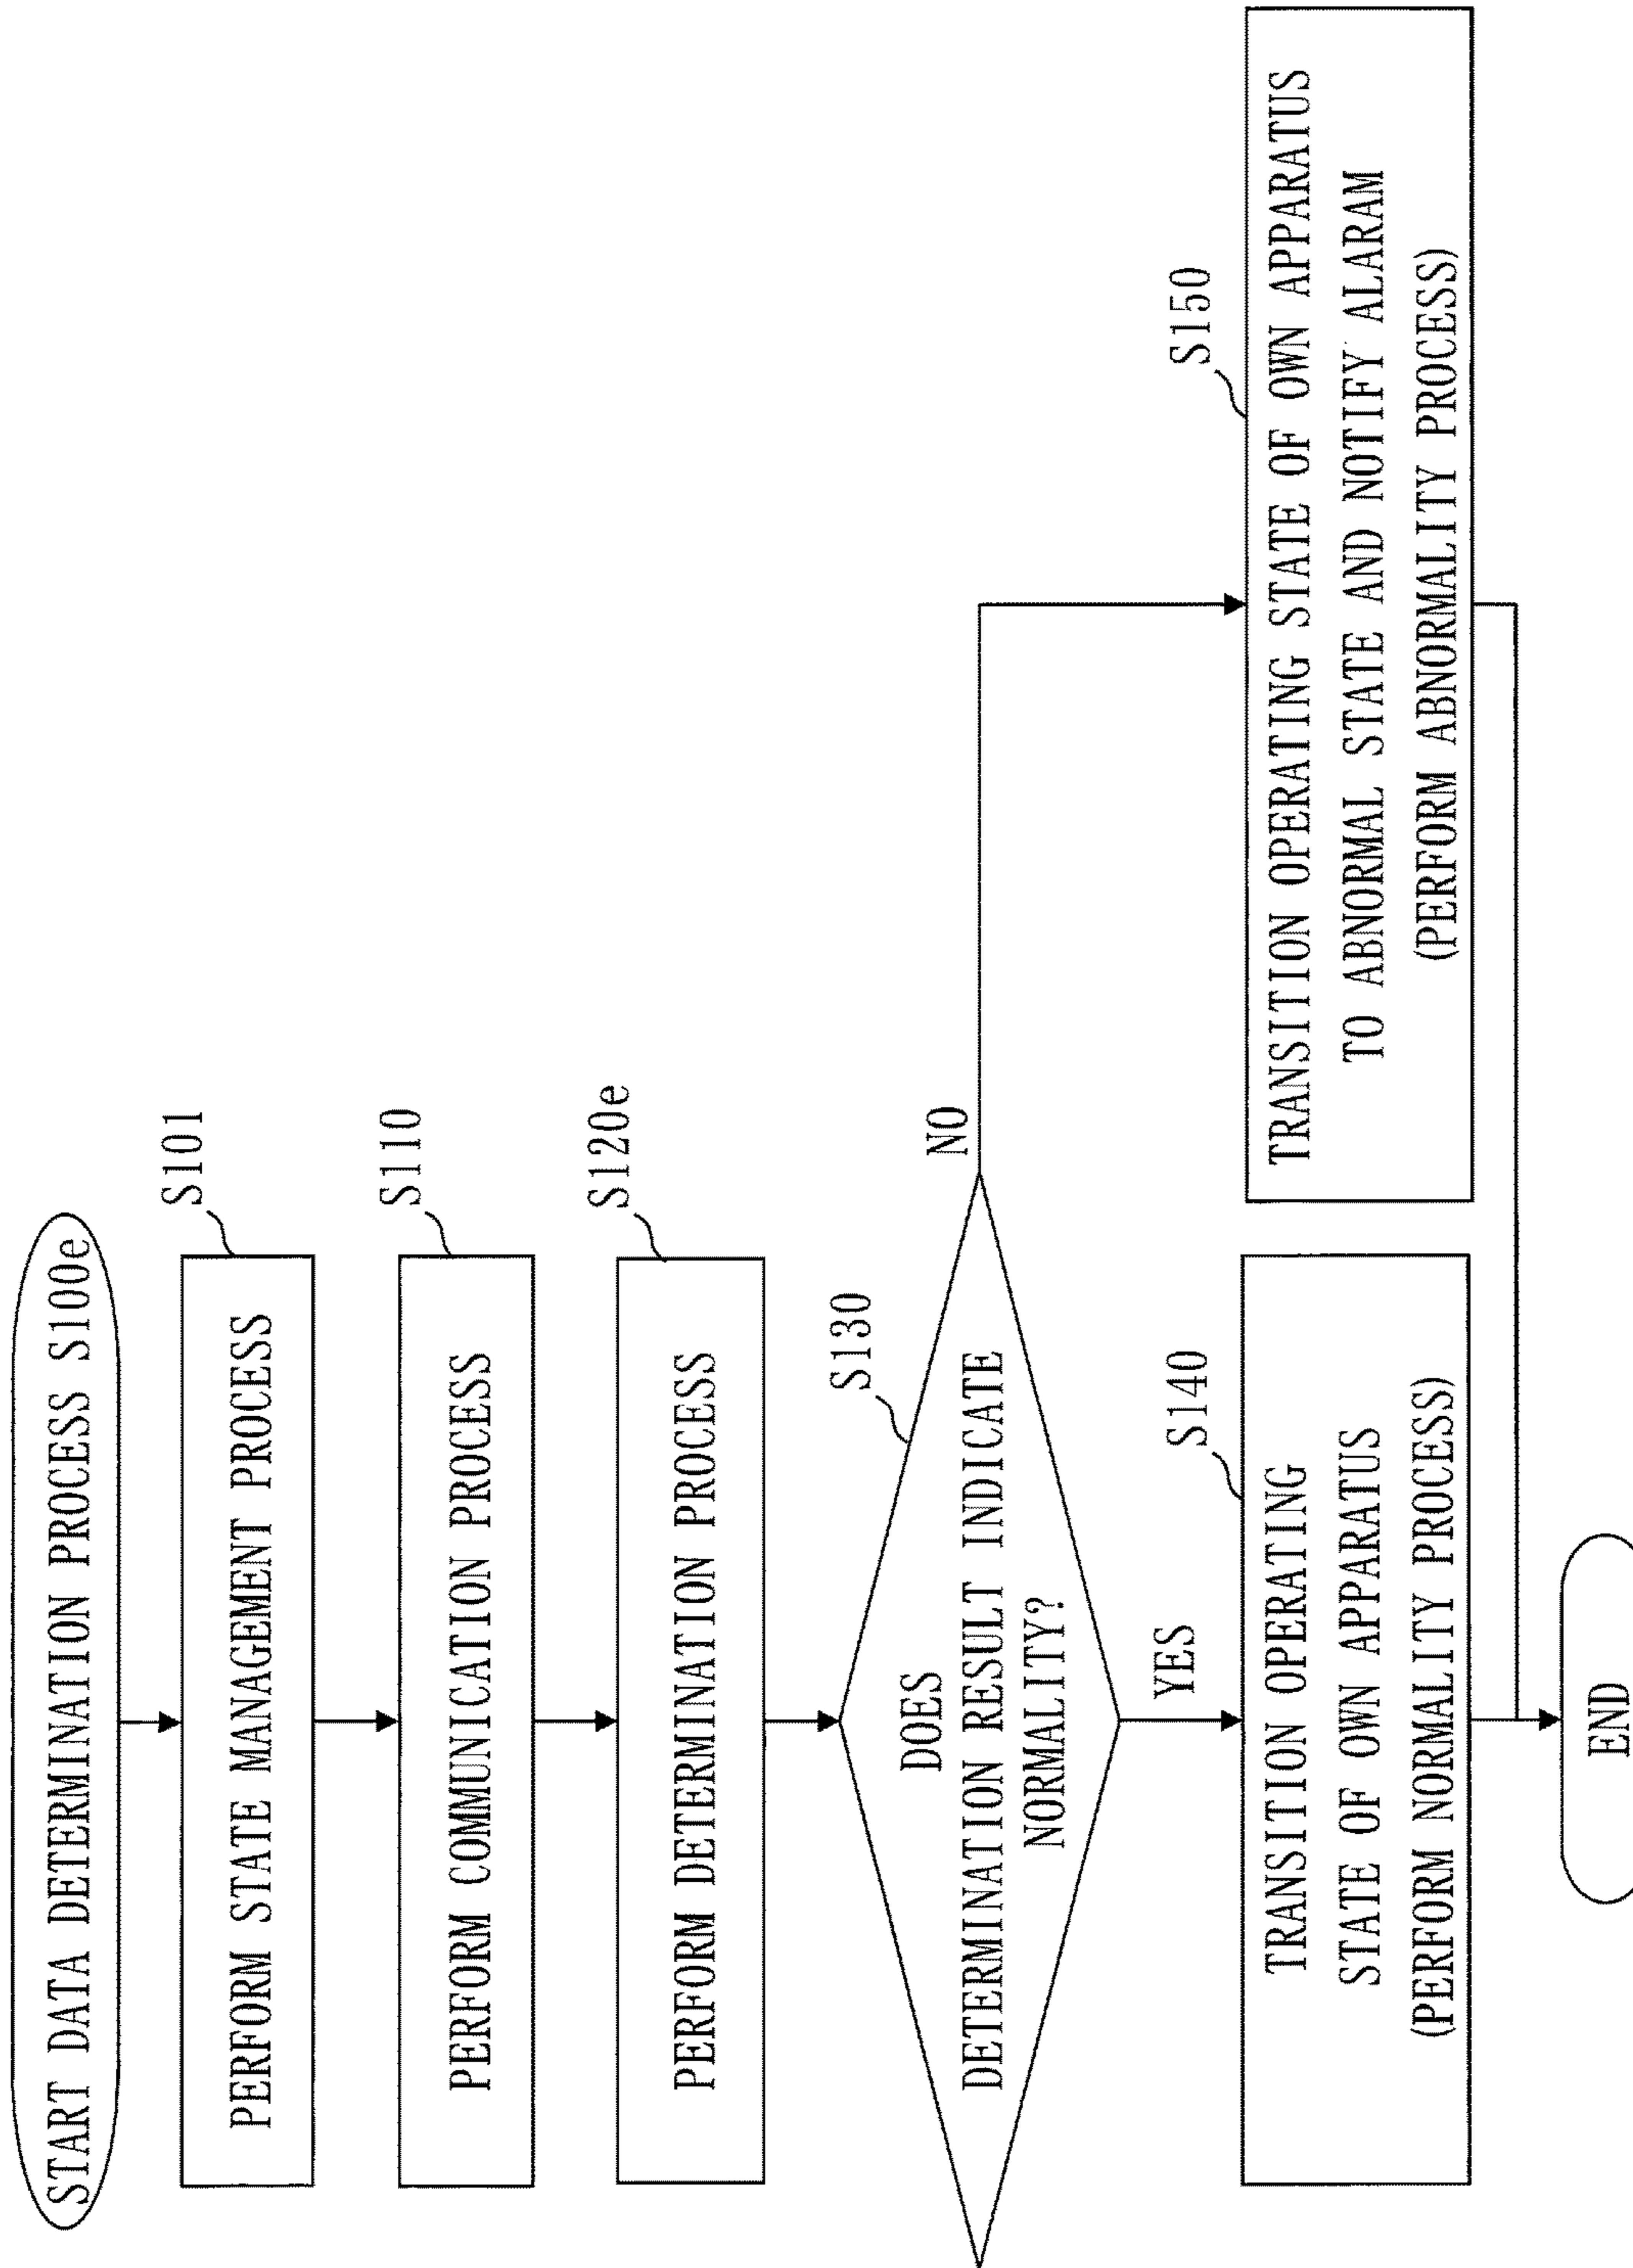 START DATA DETERMINATION PROCESS S100e
S101
PERFORM STATE MANAGEMENT PROCESS
S110
PERFORM COMMUNICATION PROCESS
S120e
PERFORM DETERMINATION PROCESS
S130
DOES
DETERMINATION RESULT INDICATE
NORMALITY?
NO
YES
S140
TRANSITION OPERATING
STATE OF OWN APPARATUS
(PERFORM NORMALITY PROCESS)
S150
TRANSITION OPERATING STATE OF OWN APPARATUS
TO ABNORMAL STATE AND NOTIFY ALARAM
(PERFORM ABNORMALITY PROCESS)
END